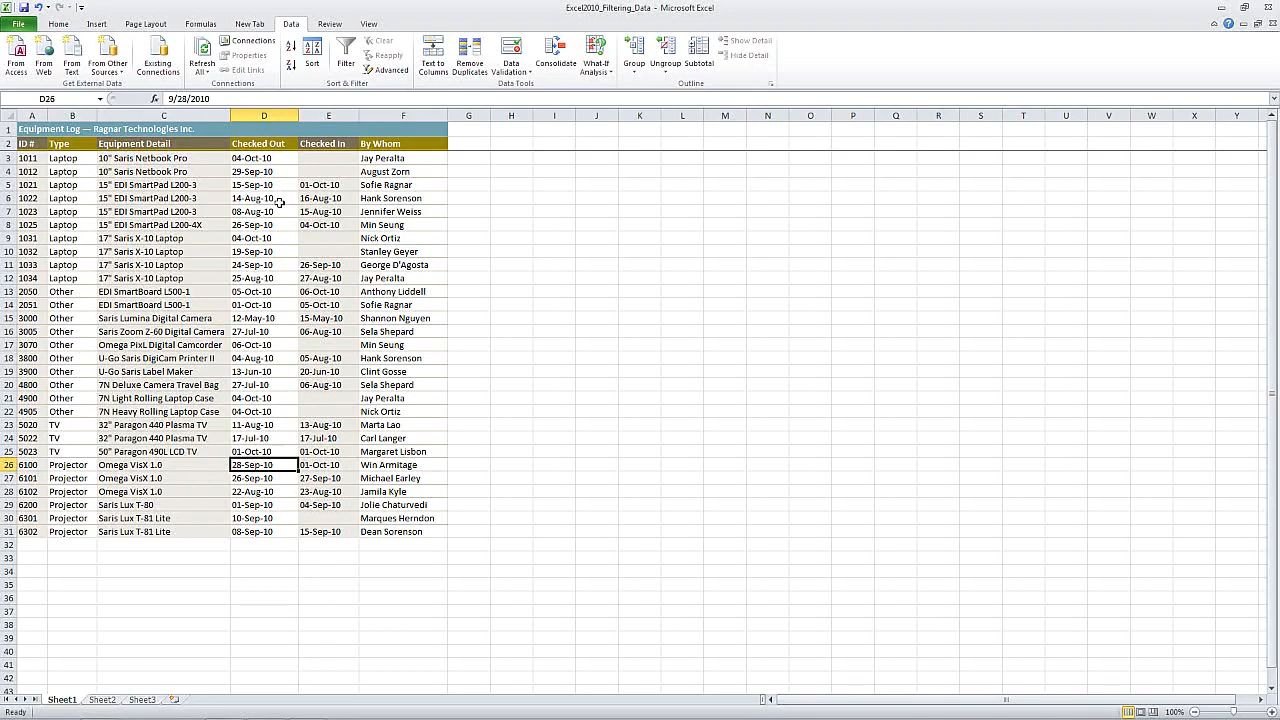 Excel2010_Filtering_Data - Microsoft Excel
File Home Insert Page Layout Formulas New Tab Data Review View
From Access From Web From Text From Other Sources Existing Connections Refresh All Connections Properties Edit Links Sort Filter Clear Reapply Advanced Text to Columns Remove Duplicates Data Validation Consolidate What-If Analysis Group Ungroup Subtotal Show Detail Hide Detail
Get External Data Connections Sort & Filter Data Tools Outline
D26 fx 9/28/2010
A B C D E F G H I J K L M N O P Q R S T U V W X Y
1 Equipment Log — Ragnar Technologies Inc.
2 ID # Type Equipment Detail Checked Out Checked In By Whom
3 1011 Laptop 10" Saris Netbook Pro 04-Oct-10 Jay Peralta
4 1012 Laptop 10" Saris Netbook Pro 29-Sep-10 August Zorn
5 1021 Laptop 15" EDI SmartPad L200-3 15-Sep-10 01-Oct-10 Sofie Ragnar
6 1022 Laptop 15" EDI SmartPad L200-3 14-Aug-10 16-Aug-10 Hank Sorenson
7 1023 Laptop 15" EDI SmartPad L200-3 08-Aug-10 15-Aug-10 Jennifer Weiss
8 1025 Laptop 15" EDI SmartPad L200-4X 26-Sep-10 04-Oct-10 Min Seung
9 1031 Laptop 17" Saris X-10 Laptop 04-Oct-10 Nick Ortiz
10 1032 Laptop 17" Saris X-10 Laptop 19-Sep-10 Stanley Geyer
11 1033 Laptop 17" Saris X-10 Laptop 24-Sep-10 26-Sep-10 George D'Agosta
12 1034 Laptop 17" Saris X-10 Laptop 25-Aug-10 27-Aug-10 Jay Peralta
13 2050 Other EDI SmartBoard L500-1 05-Oct-10 06-Oct-10 Anthony Liddell
14 2051 Other EDI SmartBoard L500-1 01-Oct-10 05-Oct-10 Sofie Ragnar
15 3000 Other Saris Lumina Digital Camera 12-May-10 15-May-10 Shannon Nguyen
16 3005 Other Saris Zoom Z-60 Digital Camera 27-Jul-10 06-Aug-10 Sela Shepard
17 3070 Other Omega PixL Digital Camcorder 06-Oct-10 Min Seung
18 3800 Other U-Go Saris DigiCam Printer II 04-Aug-10 05-Aug-10 Hank Sorenson
19 3900 Other U-Go Saris Label Maker 13-Jun-10 20-Jun-10 Clint Gosse
20 4800 Other 7N Deluxe Camera Travel Bag 27-Jul-10 06-Aug-10 Sela Shepard
21 4900 Other 7N Light Rolling Laptop Case 04-Oct-10 Jay Peralta
22 4905 Other 7N Heavy Rolling Laptop Case 04-Oct-10 Nick Ortiz
23 5020 TV 32" Paragon 440 Plasma TV 11-Aug-10 13-Aug-10 Marta Lao
24 5022 TV 32" Paragon 440 Plasma TV 17-Jul-10 17-Jul-10 Carl Langer
25 5023 TV 50" Paragon 490L LCD TV 01-Oct-10 01-Oct-10 Margaret Lisbon
26 6100 Projector Omega VisX 1.0 28-Sep-10 01-Oct-10 Win Armitage
27 6101 Projector Omega VisX 1.0 26-Sep-10 27-Sep-10 Michael Earley
28 6102 Projector Omega VisX 1.0 22-Aug-10 23-Aug-10 Jamila Kyle
29 6200 Projector Saris Lux T-80 01-Sep-10 04-Sep-10 Jolie Chaturvedi
30 6301 Projector Saris Lux T-81 Lite 10-Sep-10 Marques Herndon
31 6302 Projector Saris Lux T-81 Lite 08-Sep-10 15-Sep-10 Dean Sorenson
32
33
34
35
36
37
38
39
40
41
42
43
Sheet1 Sheet2 Sheet3
Ready 100%